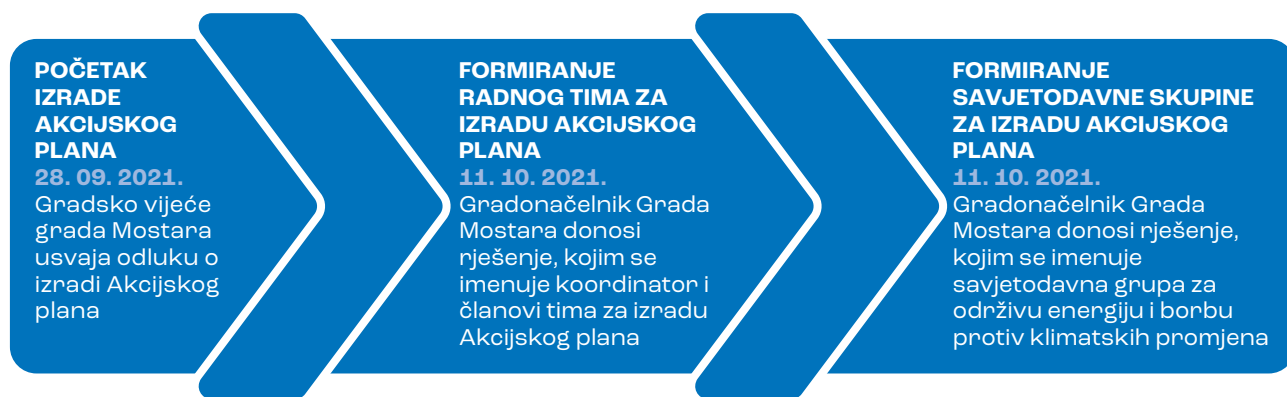 POČETAK
IZRADE
AKCIJSKOG
PLANA
28. 09. 2021.
Gradsko vijeće
grada Mostara
usvaja odluku o
izradi Akcijskog
plana
FORMIRANJE
RADNOG TIMA ZA
IZRADU AKCIJSKOG
PLANA
11. 10. 2021.
Gradonačelnik Grada
Mostara donosi
rješenje, kojim se
imenuje koordinator i
članovi tima za izradu
Akcijskog plana
FORMIRANJE
SAVJETODAVNE SKUPINE
ZA IZRADU AKCIJSKOG
PLANA
11. 10. 2021.
Gradonačelnik Grada
Mostara donosi rješenje,
kojim se imenuje
savjetodavna grupa za
održivu energiju i borbu
protiv klimatskih promjena